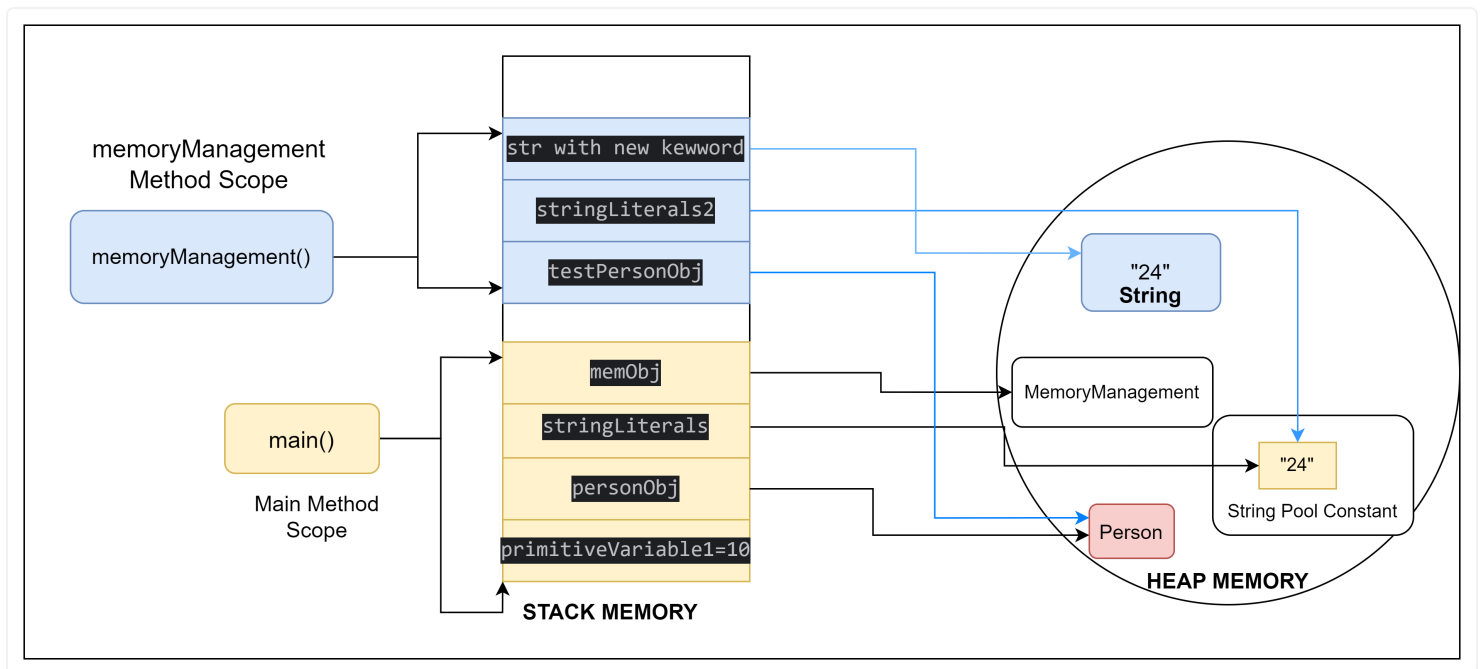 memoryManagement
Method Scope
memoryManagement()
main()
Main Method
Scope
str with new kewword
stringLiterals2
testPersonObj
memObj
stringLiterals
personObj
primitiveVariable1=10
STACK MEMORY
"24"
String
MemoryManagement
"24"
String Pool Constant
Person
HEAP MEMORY